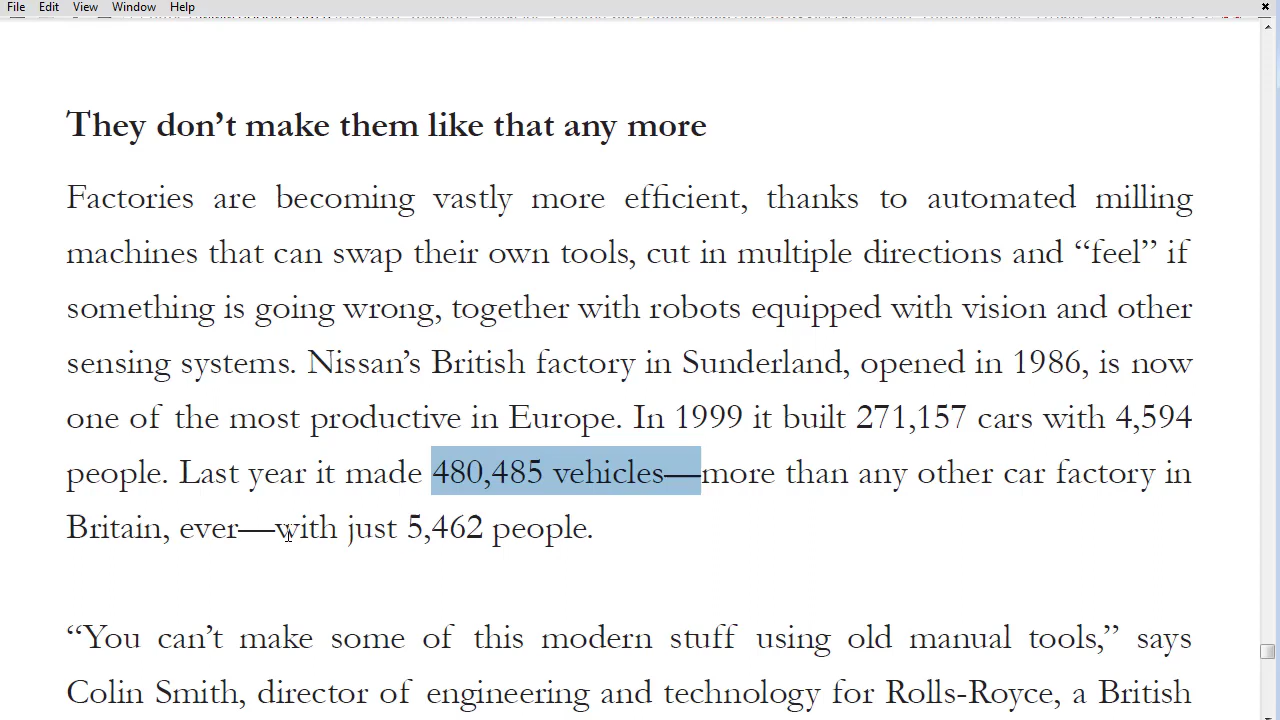 File Edit View Window Help
They don’t make them like that any more
Factories are becoming vastly more efficient, thanks to automated milling
machines that can swap their own tools, cut in multiple directions and “feel” if
something is going wrong, together with robots equipped with vision and other
sensing systems. Nissan’s British factory in Sunderland, opened in 1986, is now
one of the most productive in Europe. In 1999 it built 271,157 cars with 4,594
people. Last year it made 480,485 vehicles—more than any other car factory in
Britain, ever—with just 5,462 people.
“You can’t make some of this modern stuff using old manual tools,” says
Colin Smith, director of engineering and technology for Rolls-Royce, a British